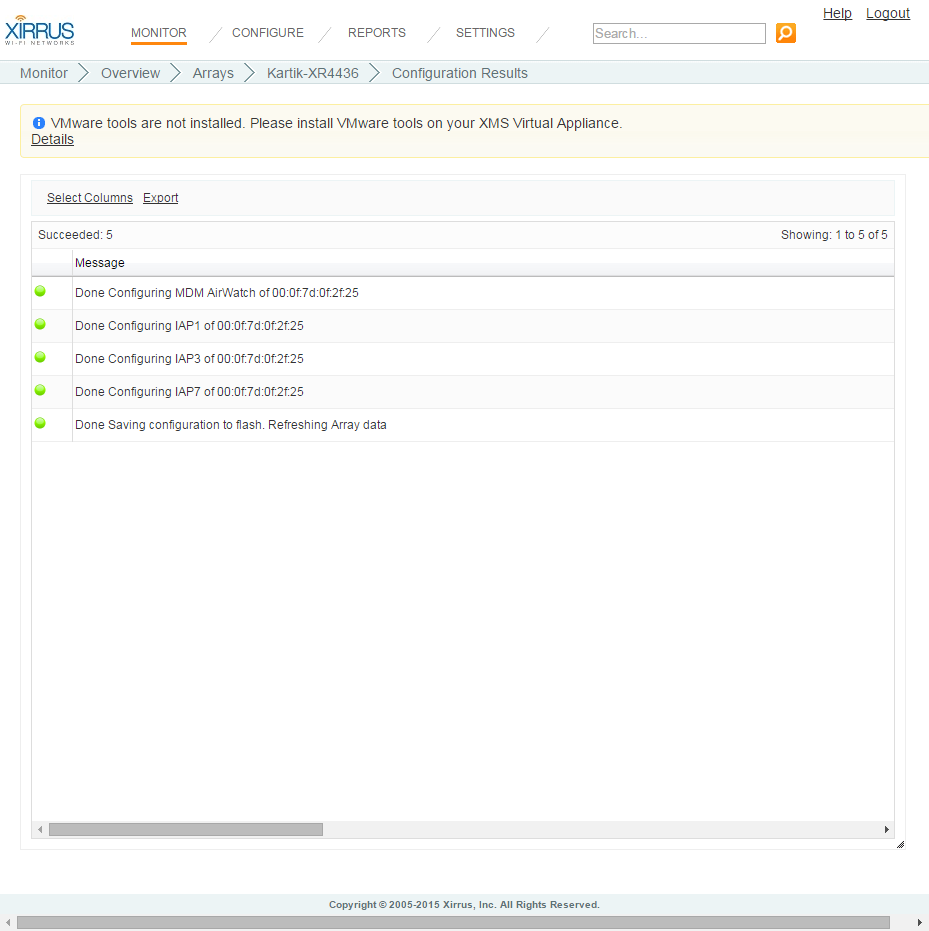 Help Logout
XIRRUS
WI-FI NETWORKS
MONITOR CONFIGURE REPORTS SETTINGS Search...
Monitor Overview Arrays Kartik-XR4436 Configuration Results
VMware tools are not installed. Please install VMware tools on your XMS Virtual Appliance.
Details
Select Columns Export
Succeeded: 5 Showing: 1 to 5 of 5
Message
Done Configuring MDM AirWatch of 00:0f:7d:0f:2f:25
Done Configuring IAP1 of 00:0f:7d:0f:2f:25
Done Configuring IAP3 of 00:0f:7d:0f:2f:25
Done Configuring IAP7 of 00:0f:7d:0f:2f:25
Done Saving configuration to flash. Refreshing Array data
Copyright © 2005-2015 Xirrus, Inc. All Rights Reserved.